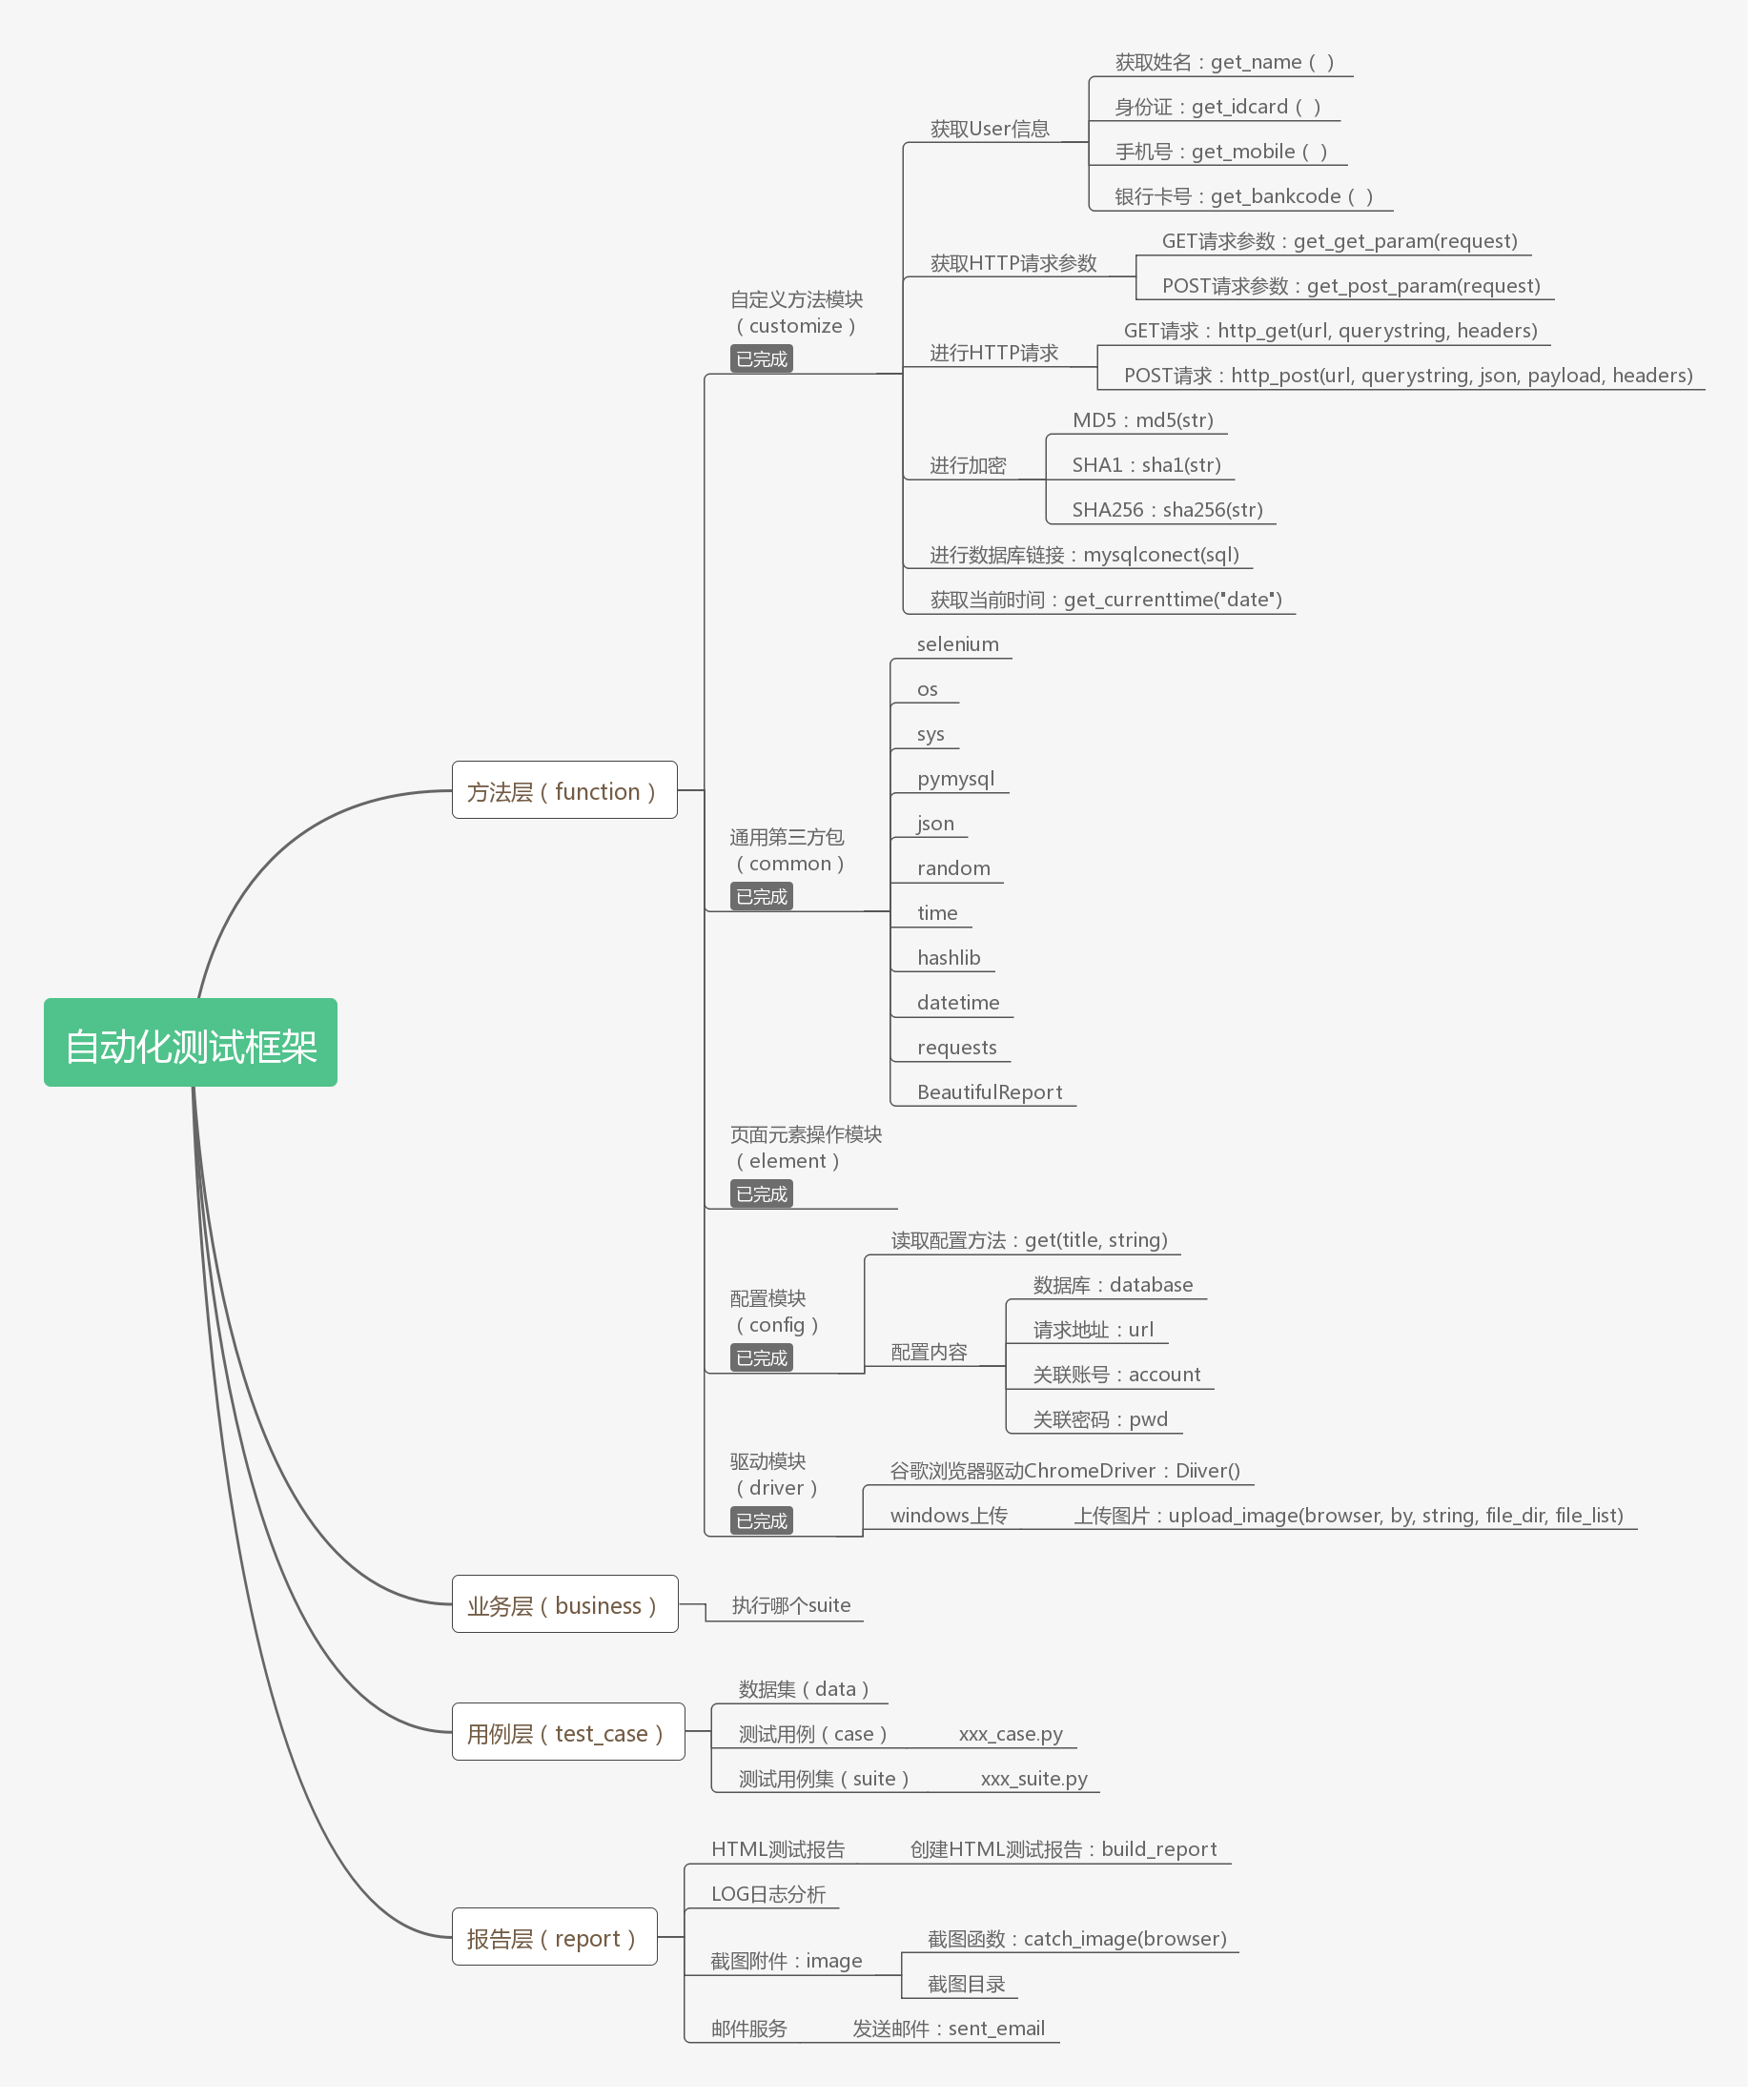 自动化测试框架
方法层（function）
自定义方法模块
（customize）
已完成
获取User信息
获取姓名：get_name（ ）
身份证：get_idcard（ ）
手机号：get_mobile（ ）
银行卡号：get_bankcode（ ）
获取HTTP请求参数
GET请求参数：get_get_param(request)
POST请求参数：get_post_param(request)
进行HTTP请求
GET请求：http_get(url, querystring, headers)
POST请求：http_post(url, querystring, json, payload, headers)
进行加密
MD5：md5(str)
SHA1：sha1(str)
SHA256：sha256(str)
进行数据库链接：mysqlconect(sql)
获取当前时间：get_currenttime("date")
通用第三方包
（common）
已完成
selenium
os
sys
pymysql
json
random
time
hashlib
datetime
requests
BeautifulReport
页面元素操作模块
（element）
已完成
配置模块
（config）
已完成
读取配置方法：get(title, string)
配置内容
数据库：database
请求地址：url
关联账号：account
关联密码：pwd
驱动模块
（driver）
已完成
谷歌浏览器驱动ChromeDriver：Diiver()
windows上传
上传图片：upload_image(browser, by, string, file_dir, file_list)
业务层（business）
执行哪个suite
用例层（test_case）
数据集（data）
测试用例（case）
xxx_case.py
测试用例集（suite）
xxx_suite.py
报告层（report）
HTML测试报告
创建HTML测试报告：build_report
LOG日志分析
截图附件：image
截图函数：catch_image(browser)
截图目录
邮件服务
发送邮件：sent_email